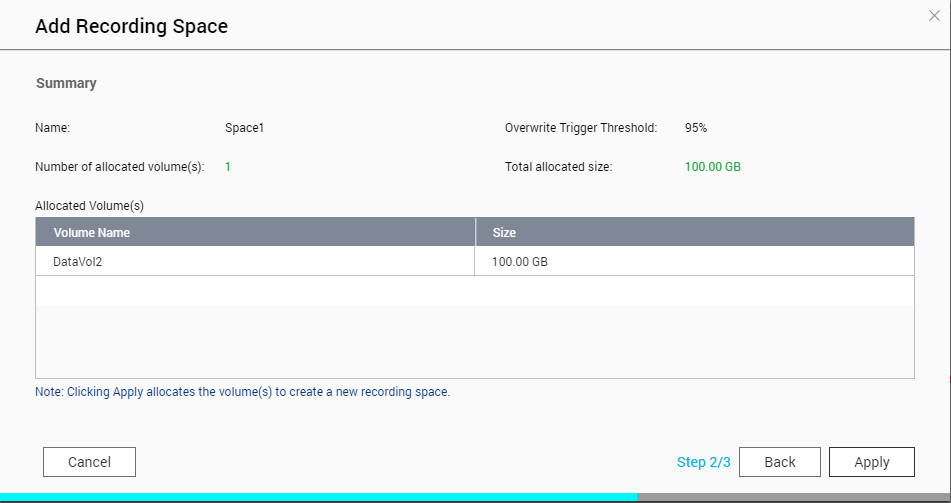 Add Recording Space
Summary
Name: Space1 Overwrite Trigger Threshold: 95%
Number of allocated volume(s): 1 Total allocated size: 100.00 GB
Allocated Volume(s)
Volume Name Size
DataVol2 100.00 GB
Note: Clicking Apply allocates the volume(s) to create a new recording space.
Cancel Step 2/3 Back Apply